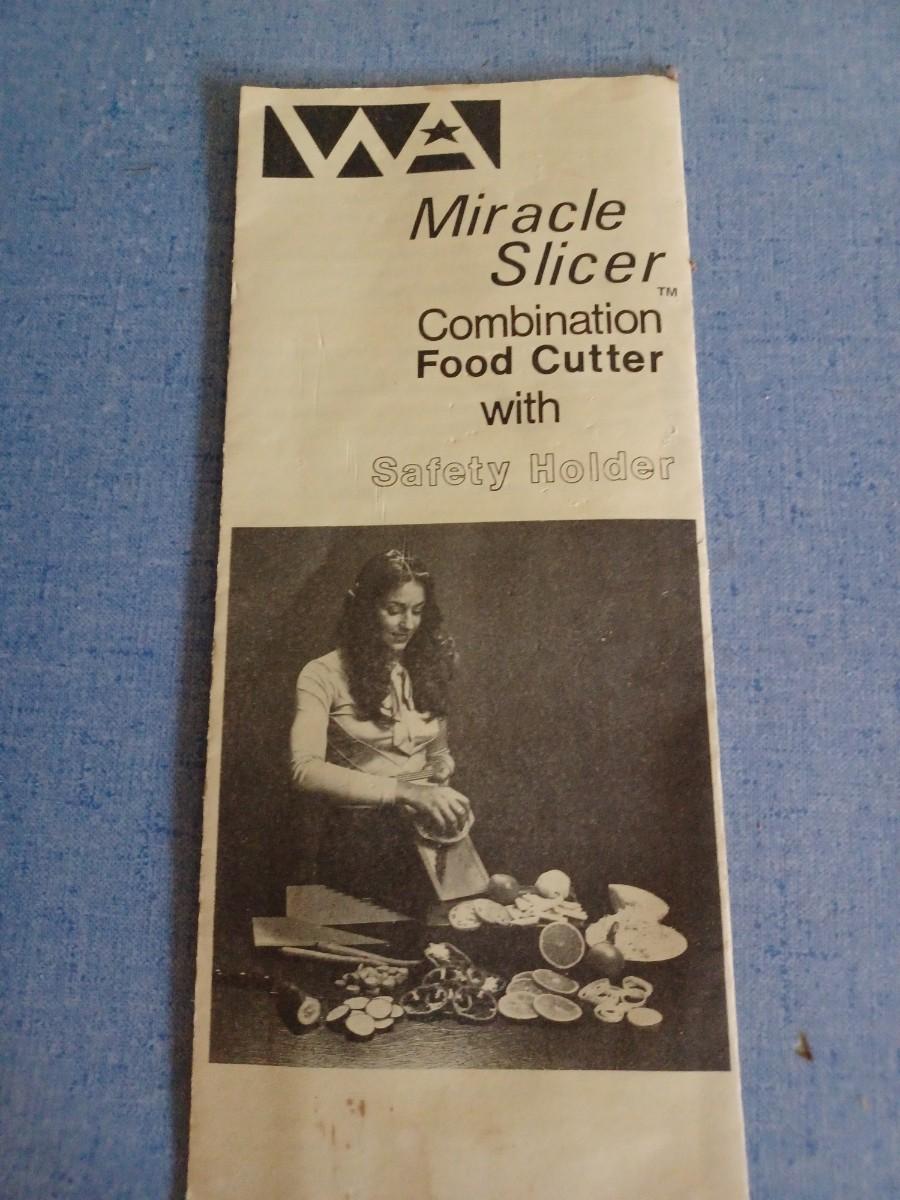 WA
Miracle
Slicer
™
Combination
Food Cutter
with
Safety Holder